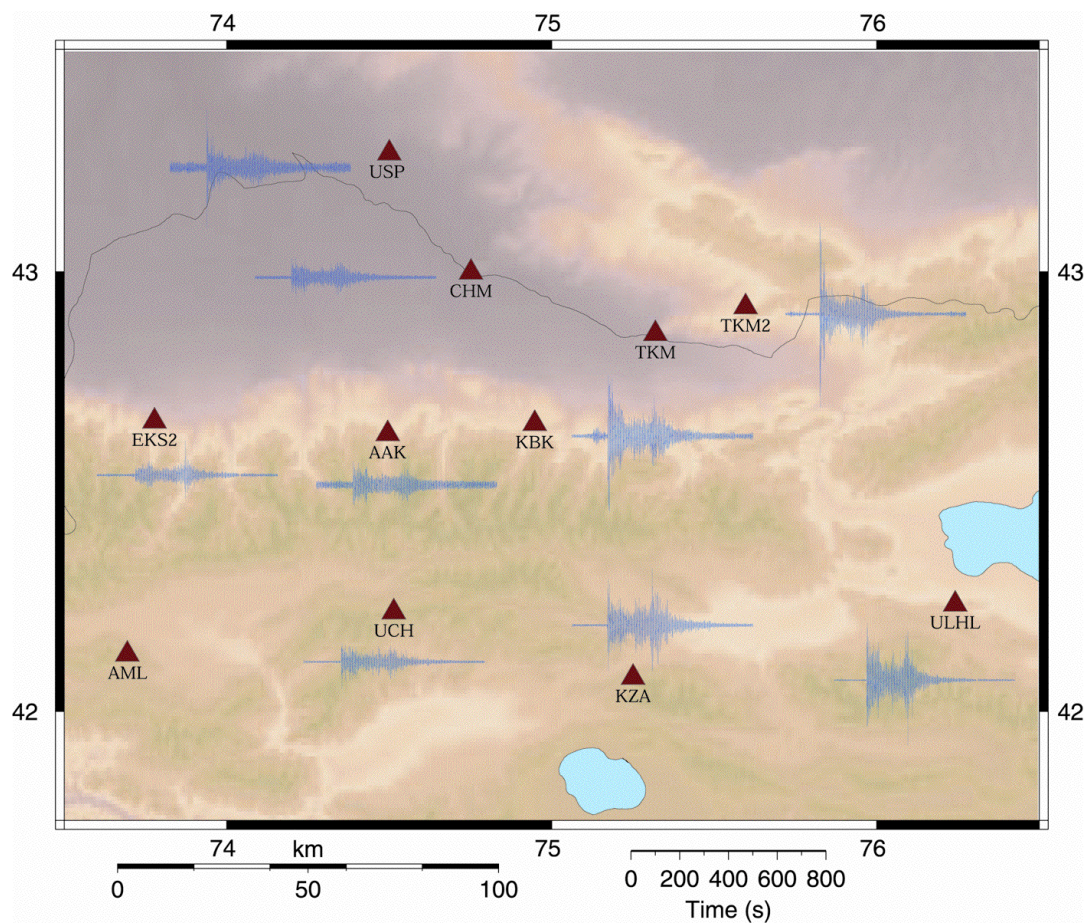 74 75 76
USP
43 CHM 43
TKM2
TKM
EKS2 AAK KBK
UCH ULHL
AML KZA
42 42
74 75 76
km
0 50 100
0 200 400 600 800
Time (s)